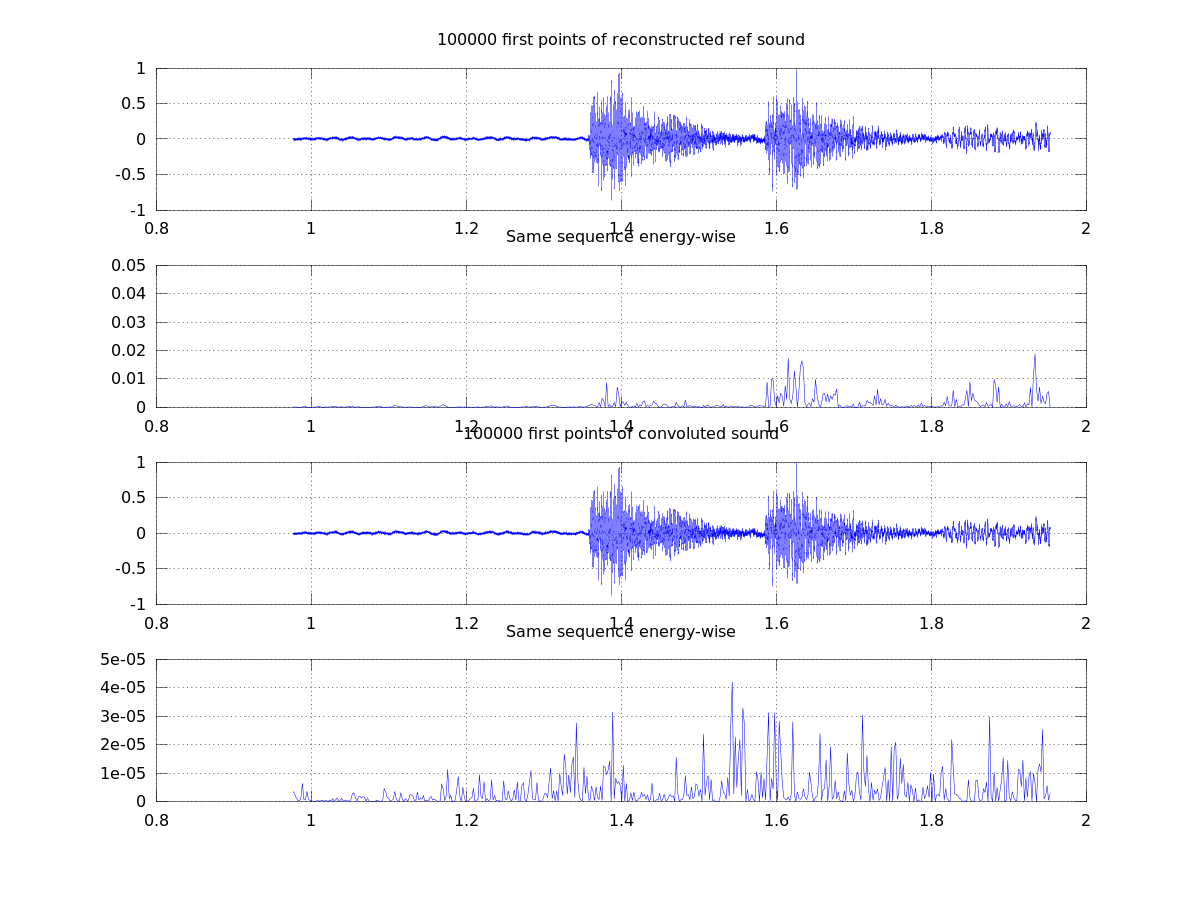 100000 first points of reconstructed ref sound
1
0.5
0
-0.5
-1
0.8 1 1.2 1.4 1.6 1.8 2
Same sequence energy-wise
0.05
0.04
0.03
0.02
0.01
0
0.8 1 1.2 1.4 1.6 1.8 2
100000 first points of convoluted sound
1
0.5
0
-0.5
-1
0.8 1 1.2 1.4 1.6 1.8 2
Same sequence energy-wise
5e-05
4e-05
3e-05
2e-05
1e-05
0
0.8 1 1.2 1.4 1.6 1.8 2